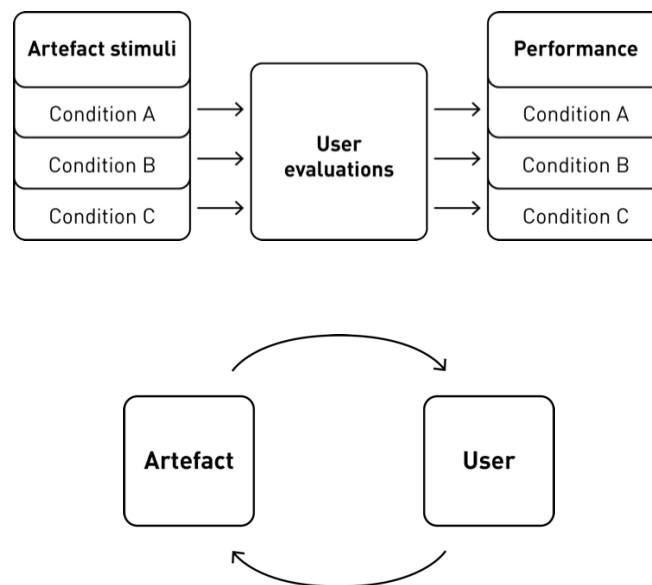 Artefact stimuli
Condition A
Condition B
Condition C
User
evaluations
Performance
Condition A
Condition B
Condition C
Artefact
User